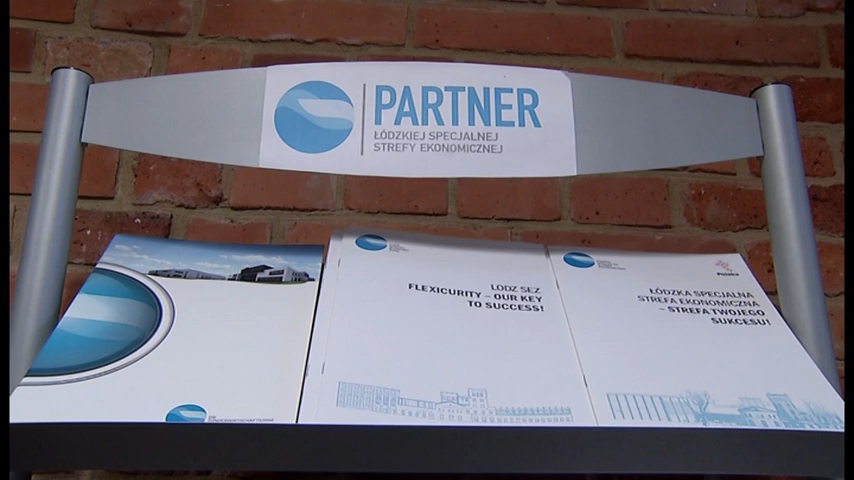 PARTNER
ŁÓDZKIEJ SPECJALNEJ
STREFY EKONOMICZNEJ
LODZ SEZ
FLEXICURITY – OUR KEY
TO SUCCESS!
Polska
ŁÓDZKA SPECJALNA
STREFA EKONOMICZNA
– STREFA TWOJEGO
SUKCESU!